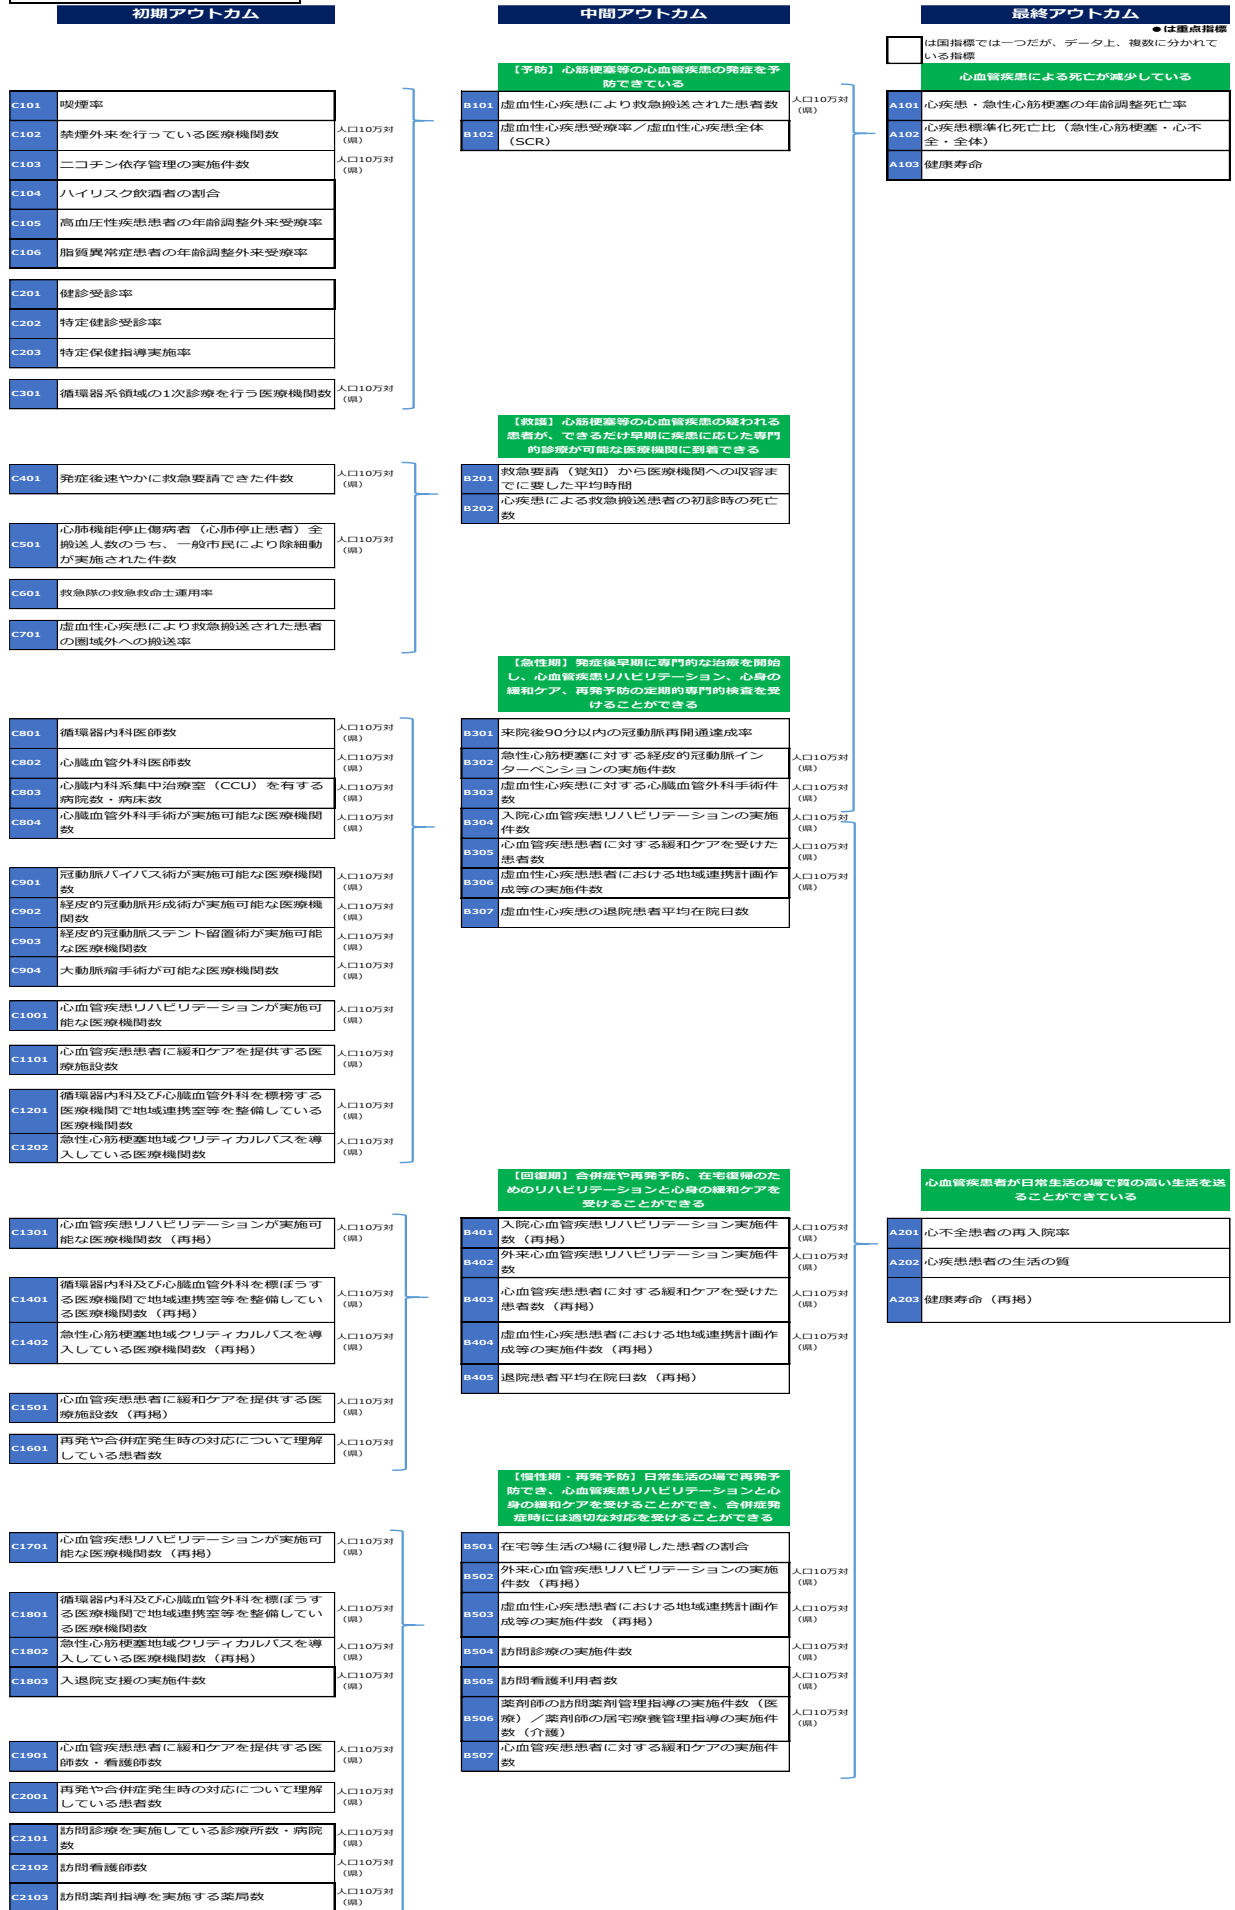 初期アウトカム
中間アウトカム
最終アウトカム
●は重点指標
は国指標では一つだが、データ上、複数に分かれて
いる指標
【予防】心筋梗塞等の心血管疾患の発症を予
防できている
心血管疾患による死亡が減少している
C101 喫煙率
C102 禁煙外来を行っている医療機関数 人口10万対
（県）
C103 ニコチン依存管理の実施件数 人口10万対
（県）
C104 ハイリスク飲酒者の割合
C105 高血圧性疾患患者の年齢調整外来受療率
C106 脂質異常症患者の年齢調整外来受療率
C201 健診受診率
C202 特定健診受診率
C203 特定保健指導実施率
C301 循環器系領域の1次診療を行う医療機関数 人口10万対
（県）
B101 虚血性心疾患により救急搬送された患者数 人口10万対
（県）
B102 虚血性心疾患受療率／虚血性心疾患全体
（SCR）
A101 心疾患・急性心筋梗塞の年齢調整死亡率
A102 心疾患標準化死亡比（急性心筋梗塞・心不
全・全体）
A103 健康寿命
【救護】心筋梗塞等の心血管疾患の疑われる
患者が、できるだけ早期に疾患に応じた専門
的診療が可能な医療機関に到着できる
C401 発症後速やかに救急要請できた件数 人口10万対
（県）
C501 心肺機能停止傷病者（心肺停止患者）全
搬送人数のうち、一般市民により除細動
が実施された件数
人口10万対
（県）
C601 救急隊の救急救命士運用率
C701 虚血性心疾患により救急搬送された患者
の圏域外への搬送率
B201 救急要請（覚知）から医療機関への収容ま
でに要した平均時間
B202 心疾患による救急搬送患者の初診時の死亡
数
【急性期】発症後早期に専門的な治療を開始
し、心血管疾患リハビリテーション、心身の
緩和ケア、再発予防の定期的専門的検査を受
けることができる
C801 循環器内科医師数 人口10万対
（県）
C802 心臓血管外科医師数 人口10万対
（県）
C803 心臓内科系集中治療室（CCU）を有する
病院数・病床数
人口10万対
（県）
C804 心臓血管外科手術が実施可能な医療機関
数
人口10万対
（県）
C901 冠動脈バイパス術が実施可能な医療機関
数
人口10万対
（県）
C902 経皮的冠動脈形成術が実施可能な医療機
関数
人口10万対
（県）
C903 経皮的冠動脈ステント留置術が実施可能
な医療機関数
人口10万対
（県）
C904 大動脈瘤手術が可能な医療機関数 人口10万対
（県）
C1001 心血管疾患リハビリテーションが実施可
能な医療機関数
人口10万対
（県）
C1101 心血管疾患患者に緩和ケアを提供する医
療施設数
人口10万対
（県）
C1201 循環器内科及び心臓血管外科を標榜する
医療機関で地域連携室等を整備している
医療機関数
人口10万対
（県）
C1202 急性心筋梗塞地域クリティカルパスを導
入している医療機関数
人口10万対
（県）
B301 来院後90分以内の冠動脈再開通達成率
B302 急性心筋梗塞に対する経皮的冠動脈イン
ターベンションの実施件数
人口10万対
（県）
B303 虚血性心疾患に対する心臓血管外科手術件
数
人口10万対
（県）
B304 入院心血管疾患リハビリテーションの実施
件数
人口10万対
（県）
B305 心血管疾患患者に対する緩和ケアを受けた
患者数
人口10万対
（県）
B306 虚血性心疾患患者における地域連携計画作
成等の実施件数
人口10万対
（県）
B307 虚血性心疾患の退院患者平均在院日数
【回復期】合併症や再発予防、在宅復帰のた
めのリハビリテーションと心身の緩和ケアを
受けることができる
心血管疾患者が日常生活の場で質の高い生活を送
ることができている
C1301 心血管疾患リハビリテーションが実施可
能な医療機関数（再掲）
人口10万対
（県）
C1401 循環器内科及び心臓血管外科を標ぼうす
る医療機関で地域連携室等を整備してい
る医療機関数（再掲）
人口10万対
（県）
C1402 急性心筋梗塞地域クリティカルパスを導
入している医療機関数（再掲）
人口10万対
（県）
C1501 心血管疾患患者に緩和ケアを提供する医
療施設数（再掲）
人口10万対
（県）
C1601 再発や合併症発生時の対応について理解
している患者数
人口10万対
（県）
B401 入院心血管疾患リハビリテーション実施件
数（再掲）
人口10万対
（県）
B402 外来心血管疾患リハビリテーション実施件
数
人口10万対
（県）
B403 心血管疾患患者に対する緩和ケアを受けた
患者数（再掲）
人口10万対
（県）
B404 虚血性心疾患患者における地域連携計画作
成等の実施件数（再掲）
人口10万対
（県）
B405 退院患者平均在院日数（再掲）
A201 心不全患者の再入院率
A202 心疾患患者の生活の質
A203 健康寿命（再掲）
【慢性期・再発予防】日常生活の場で再発予
防でき、心血管疾患リハビリテーションと心
身の緩和ケアを受けることができ、合併症発
症時には適切な対応を受けることができる
C1701 心血管疾患リハビリテーションが実施可
能な医療機関数（再掲）
人口10万対
（県）
C1801 循環器内科及び心臓血管外科を標ぼうす
る医療機関で地域連携室等を整備してい
る医療機関数
人口10万対
（県）
C1802 急性心筋梗塞地域クリティカルパスを導
入している医療機関数（再掲）
人口10万対
（県）
C1803 入退院支援の実施件数 人口10万対
（県）
C1901 心血管疾患患者に緩和ケアを提供する医
師数・看護師数
人口10万対
（県）
C2001 再発や合併症発生時の対応について理解
している患者数
人口10万対
（県）
C2101 訪問診療を実施している診療所数・病院
数
人口10万対
（県）
C2102 訪問看護師数 人口10万対
（県）
C2103 訪問薬剤指導を実施する薬局数 人口10万対
（県）
B501 在宅等生活の場に復帰した患者の割合
B502 外来心血管疾患リハビリテーションの実施
件数（再掲）
人口10万対
（県）
B503 虚血性心疾患患者における地域連携計画作
成等の実施件数（再掲）
人口10万対
（県）
B504 訪問診療の実施件数 人口10万対
（県）
B505 訪問看護利用者数 人口10万対
（県）
B506 薬剤師の訪問薬剤管理指導の実施件数（医
療）／薬剤師の居宅療養管理指導の実施件
数（介護）
人口10万対
（県）
B507 心血管疾患患者に対する緩和ケアの実施件
数